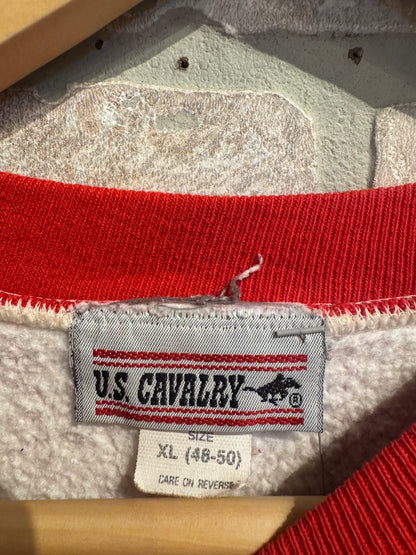 U.S. CAVALRY ®
SIZE
XL (48-50)
CARE ON REVERSE